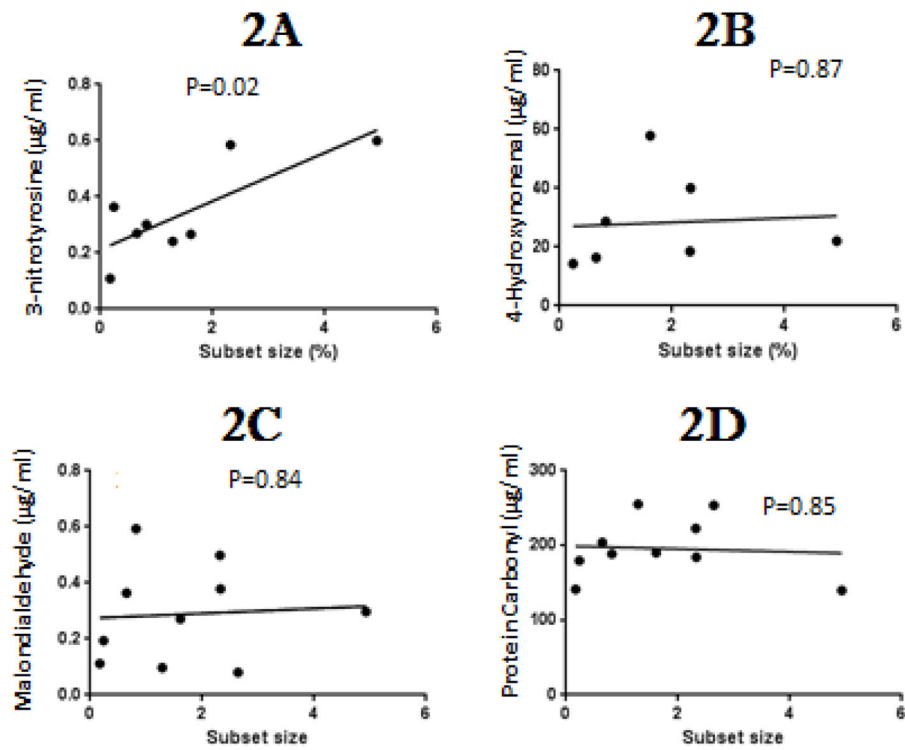 2A
P=0.02
3-nitrotyrosine (µg/ml)
0.8
0.6
0.4
0.2
0.0
0 2 4 6
Subset size (%)
2B
P=0.87
4-Hydroxynonenal (µg/ml)
80
60
40
20
0
0 2 4 6
Subset size (%)
2C
P=0.84
Malondialdehyde (µg/ml)
0.8
0.6
0.4
0.2
0.0
0 2 4 6
Subset size
2D
P=0.85
Protein Carbonyl (µg/ml)
300
200
100
0
0 2 4 6
Subset size